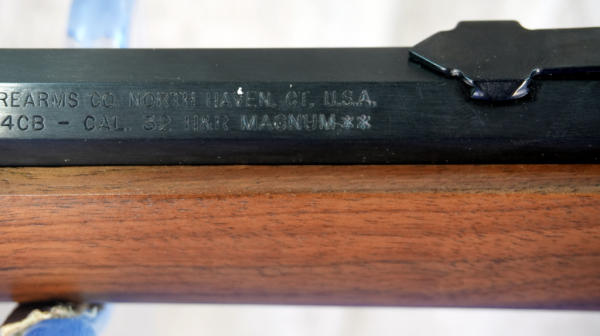 REARMS CO. NORTH HAVEN, CT. U.S.A.
4CB - CAL. 32 H&R MAGNUM **